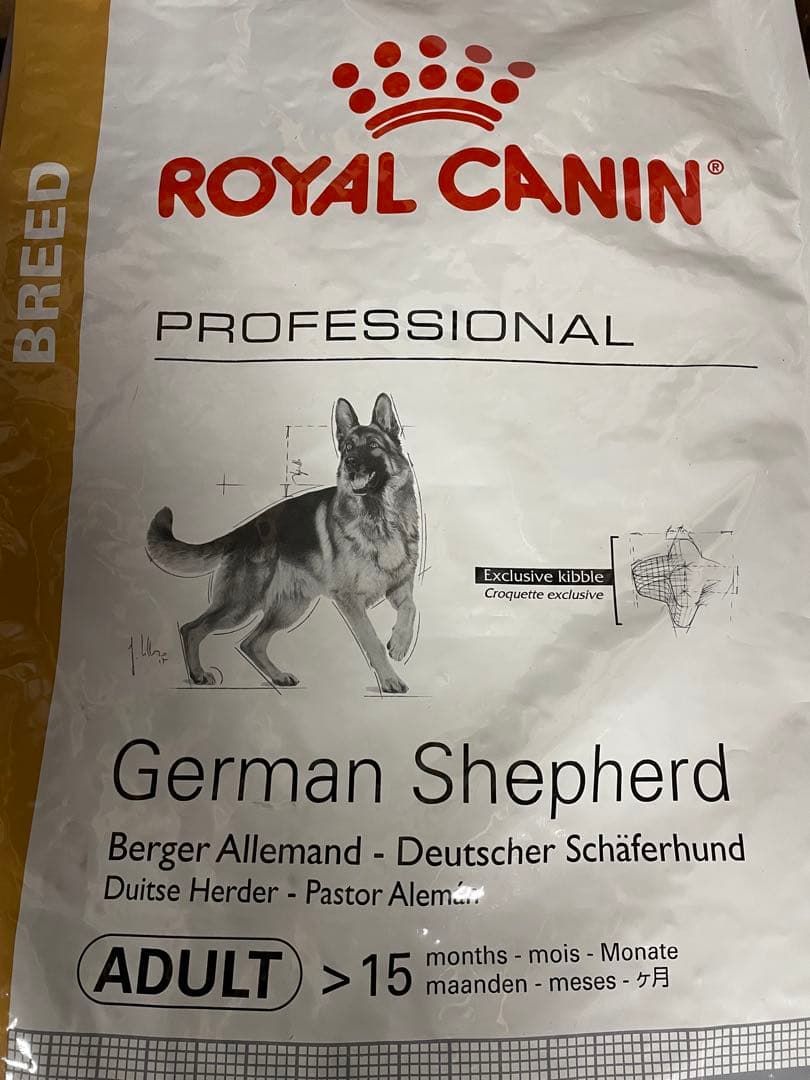 BREED
ROYAL CANIN®
PROFESSIONAL
Exclusive kibble
Croquette exclusive
German Shepherd
Berger Allemand - Deutscher Schäferhund
Duitse Herder - Pastor Alemán
ADULT > 15 months - mois - Monate
maanden - meses - ヶ月